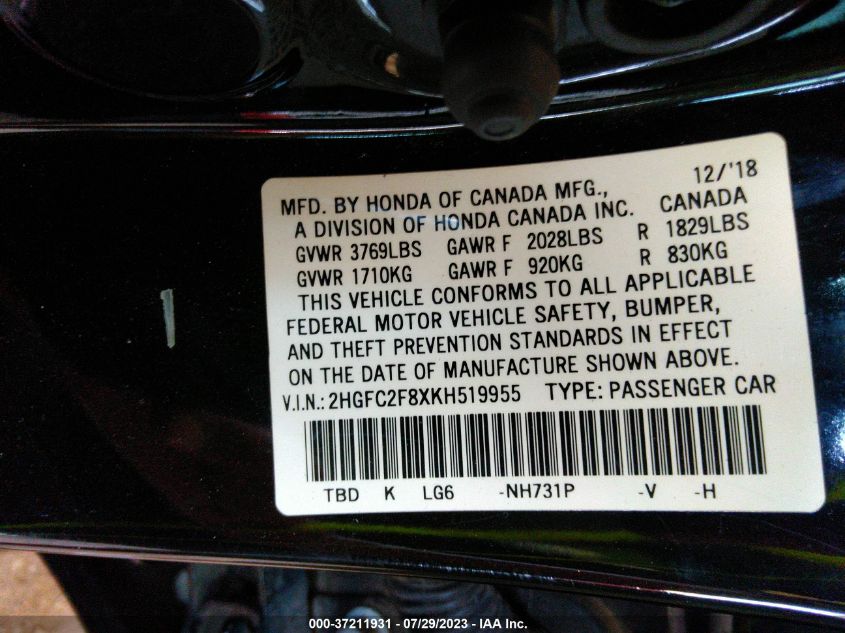 12/'18
MFD. BY HONDA OF CANADA MFG.,
A DIVISION OF HONDA CANADA INC. CANADA
GVWR 3769LBS GAWR F 2028LBS R 1829LBS
GVWR 1710KG GAWR F 920KG R 830KG
THIS VEHICLE CONFORMS TO ALL APPLICABLE
FEDERAL MOTOR VEHICLE SAFETY, BUMPER,
AND THEFT PREVENTION STANDARDS IN EFFECT
ON THE DATE OF MANUFACTURE SHOWN ABOVE.
V.I.N.: 2HGFC2F8XKH519955 TYPE: PASSENGER CAR
TBD K LG6 -NH731P -V -H
000-37211931 - 07/29/2023 - IAA Inc.